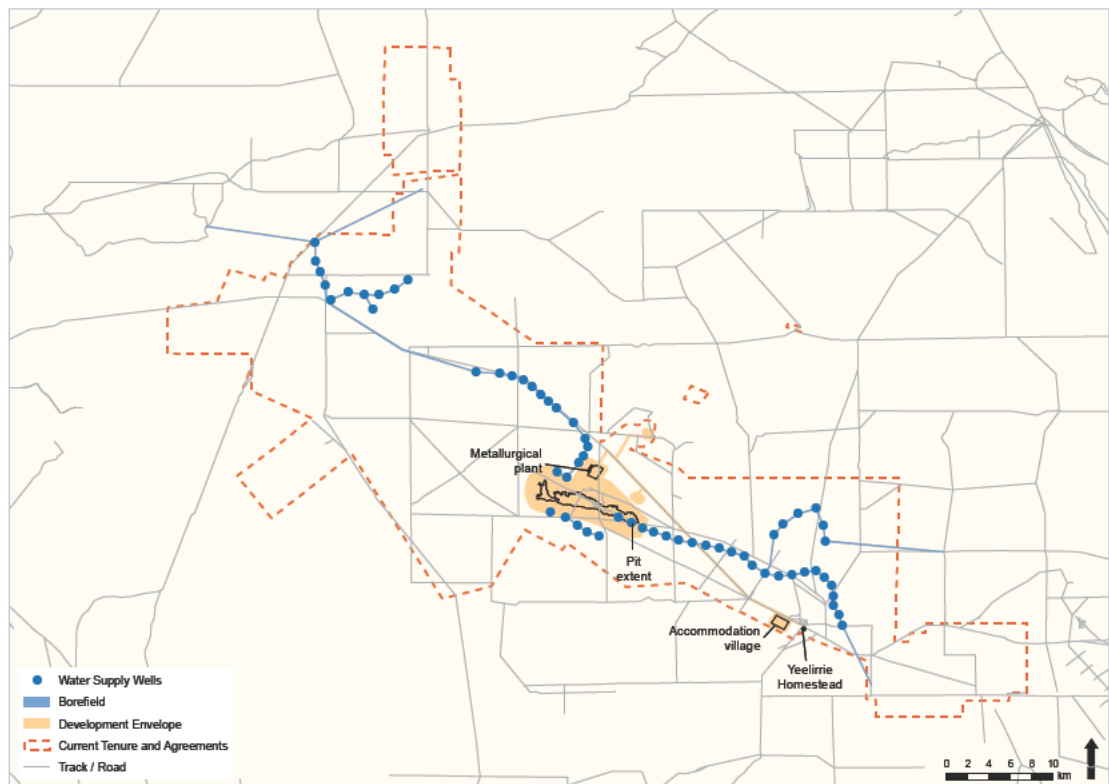 Metallurgical
plant
Pit
extent
Accommodation
village
Yeelirrie
Homestead
Water Supply Wells
Borefield
Development Envelope
Current Tenure and Agreements
Track / Road
0 2 4 6 8 10
km